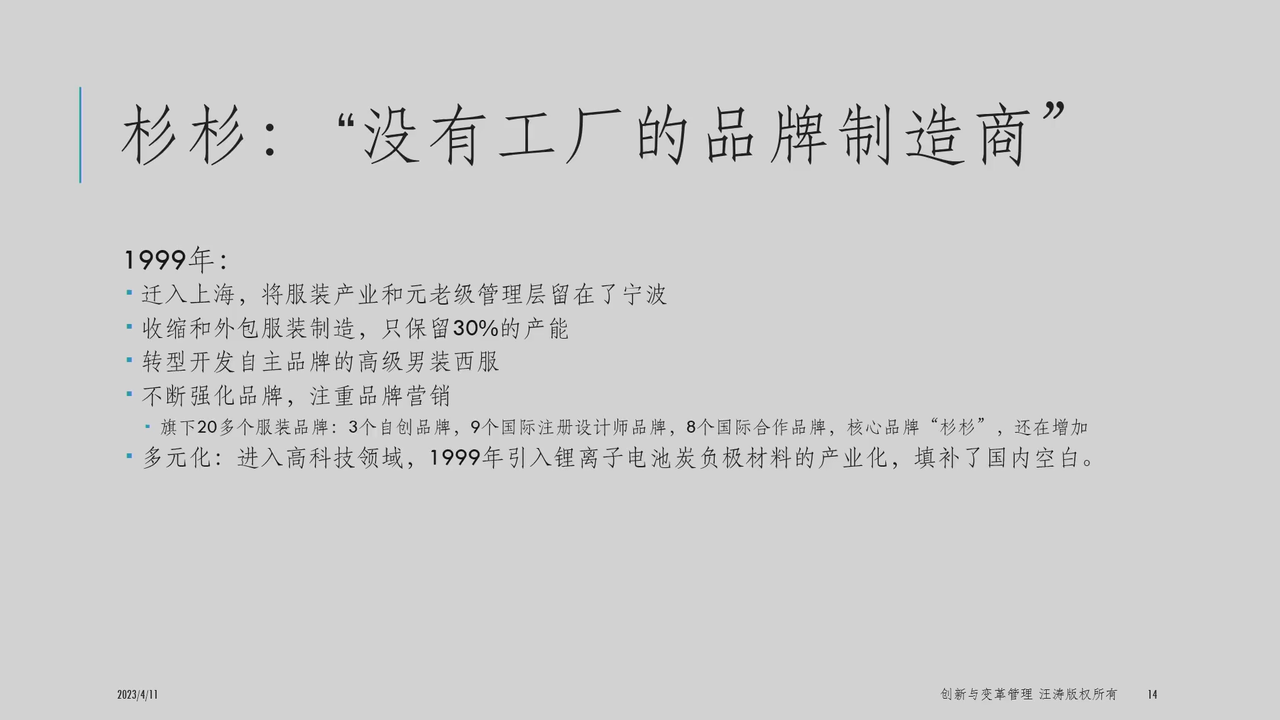 杉杉：“没有工厂的品牌制造商”
1999年：
迁入上海，将服装产业和元老级管理层留在了宁波
收缩和外包服装制造，只保留30%的产能
转型开发自主品牌的高级男装西服
不断强化品牌，注重品牌营销
旗下20多个服装品牌：3个自创品牌，9个国际注册设计师品牌，8个国际合作品牌，核心品牌“杉杉”，还在增加
多元化：进入高科技领域，1999年引入锂离子电池炭负极材料的产业化，填补了国内空白。
2023/4/11
创新与变革管理 汪涛版权所有
14